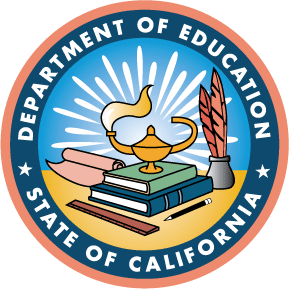 DEPARTMENT OF EDUCATION
STATE OF CALIFORNIA